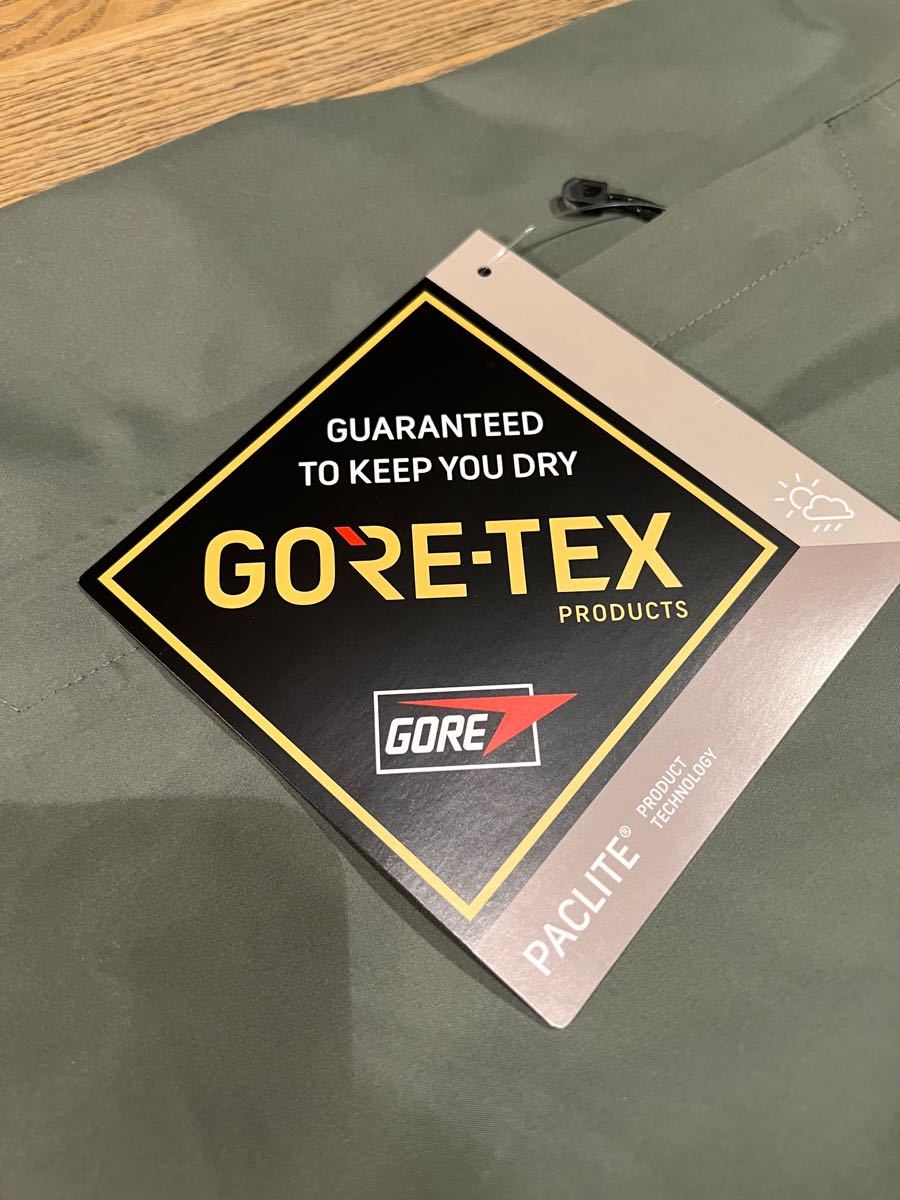 GUARANTEED
TO KEEP YOU DRY
GORE-TEX
PRODUCTS
GORE
PACLITE®
PRODUCT
TECHNOLOGY